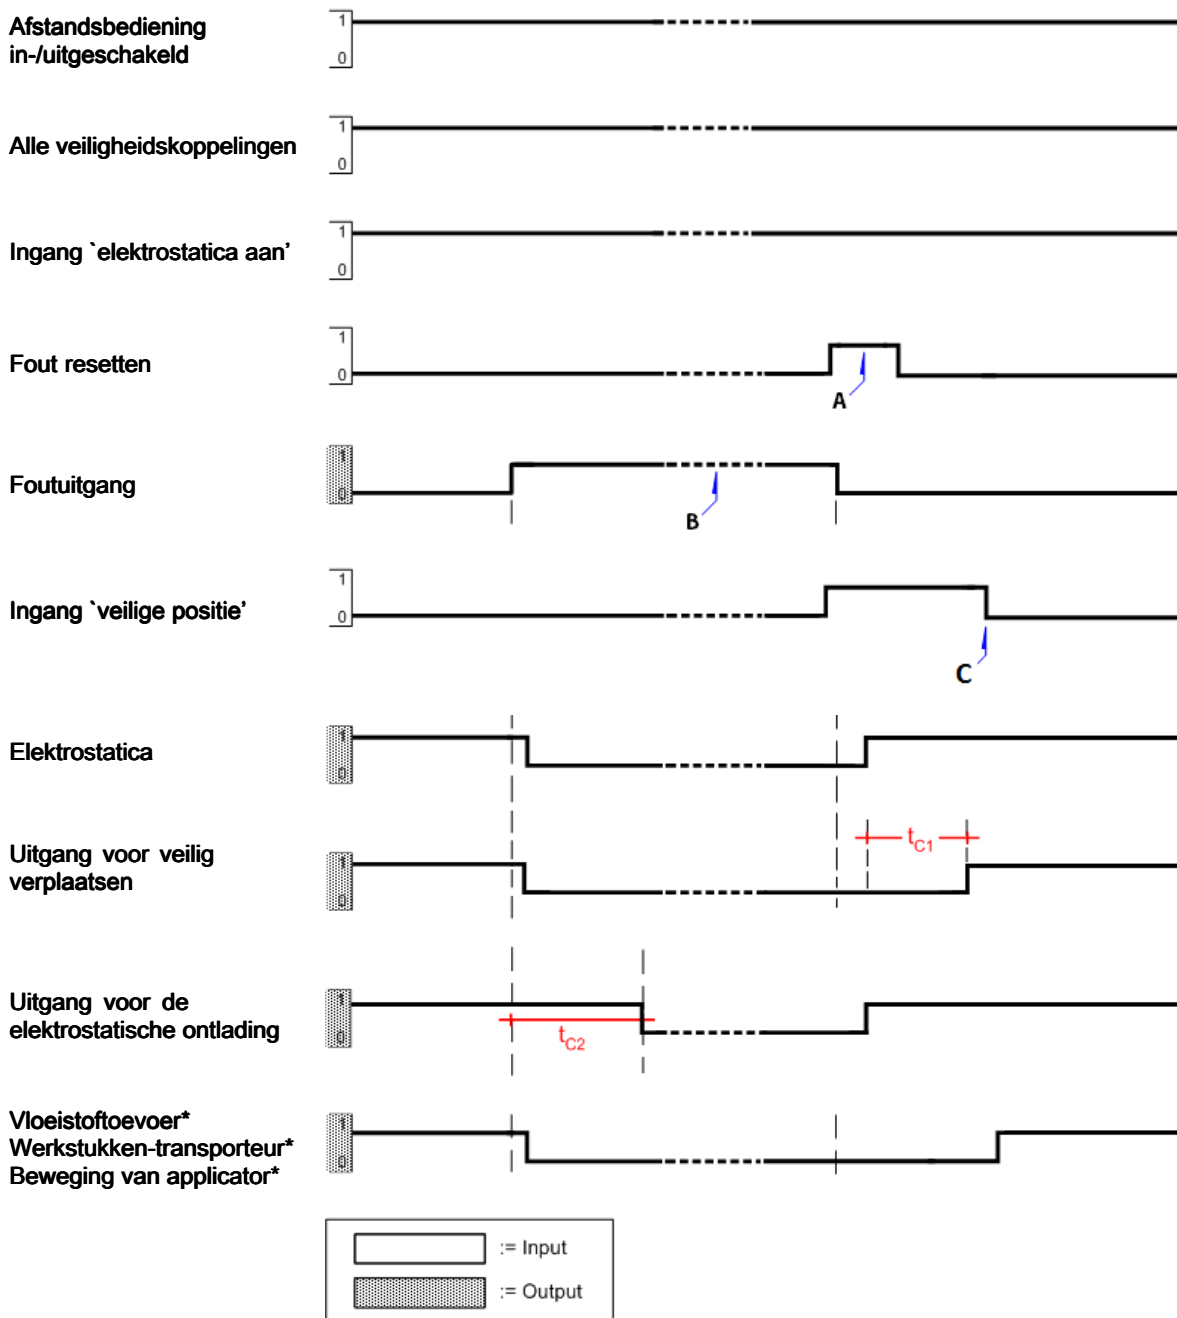 Afstandsbediening
in-/uitgeschakeld
1
0
Alle veiligheidskoppelingen
1
0
Ingang `elektrostatica aan'
1
0
Fout resetten
1
0
A
Foutuitgang
1
0
B
Ingang `veilige positie'
1
0
C
Elektrostatica
1
0
Uitgang voor veilig
verplaatsen
1
0
tC1
Uitgang voor de
elektrostatische ontlading
1
0
tC2
Vloeistoftoevoer*
Werkstukken-transporteur*
Beweging van applicator*
1
0
:= Input
:= Output